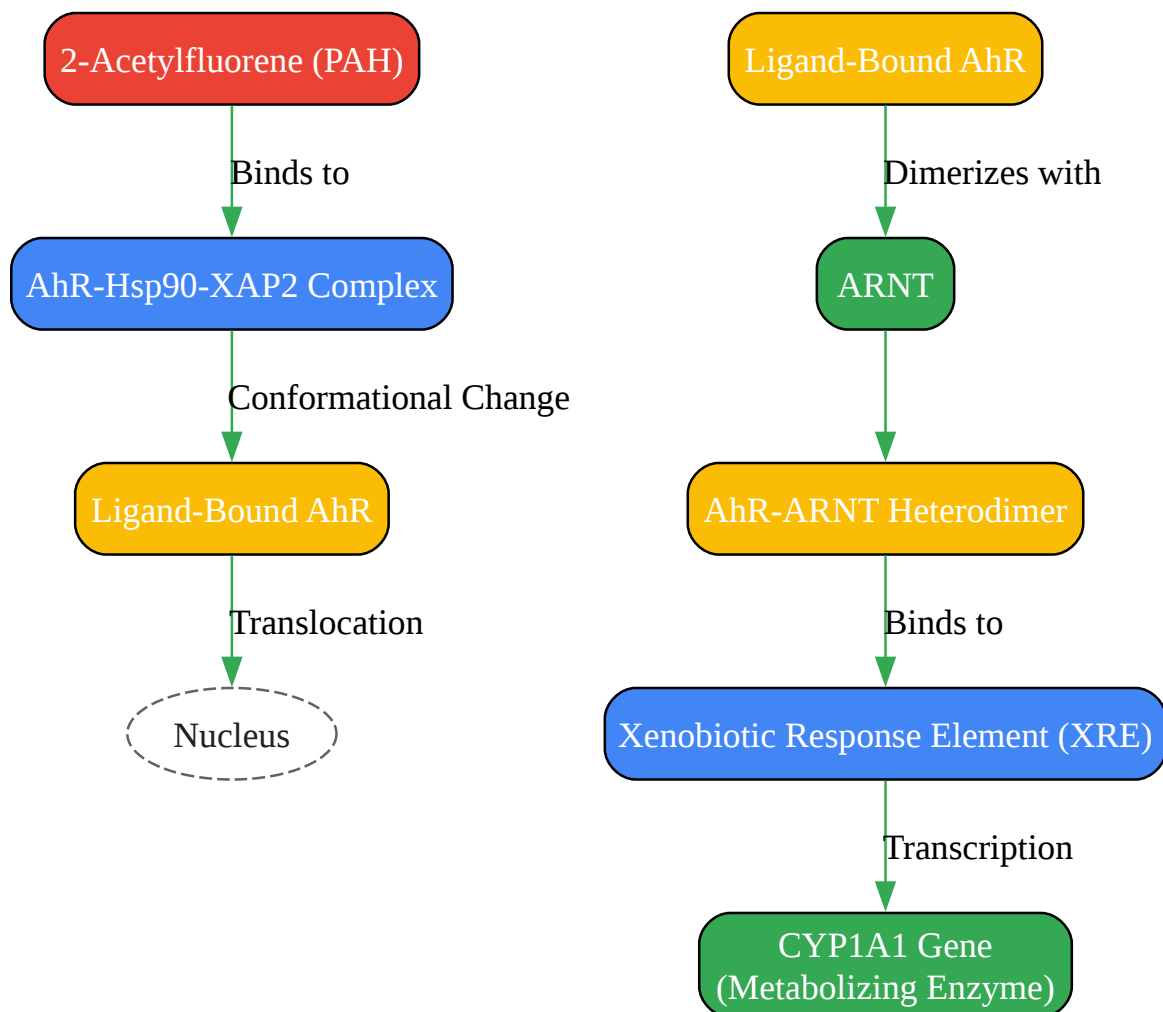 2-Acetylfluorene (PAH)
Binds to
AhR-Hsp90-XAP2 Complex
Conformational Change
Ligand-Bound AhR
Translocation
Nucleus
Ligand-Bound AhR
Dimerizes with
ARNT
AhR-ARNT Heterodimer
Binds to
Xenobiotic Response Element (XRE)
Transcription
CYP1A1 Gene
(Metabolizing Enzyme)